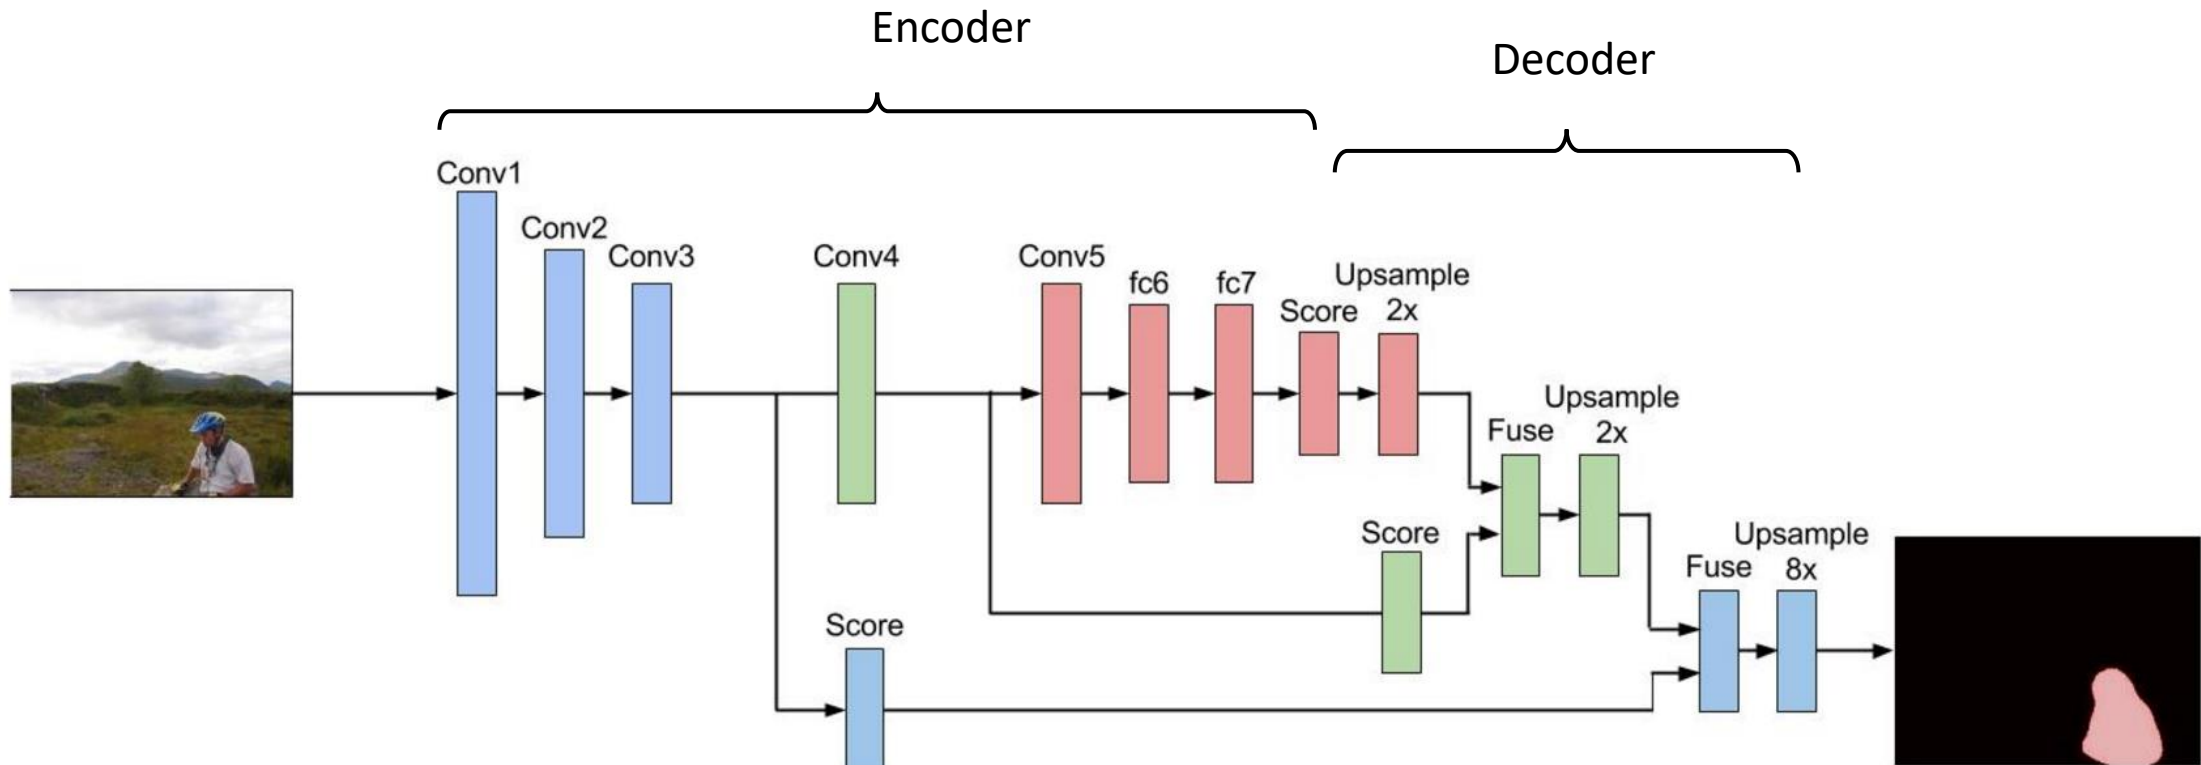 Encoder
Decoder
Conv1
Conv2
Conv3
Conv4
Conv5
fc6
fc7
Score
Upsample
2x
Upsample
2x
Fuse
Score
Upsample
8x
Fuse
Score